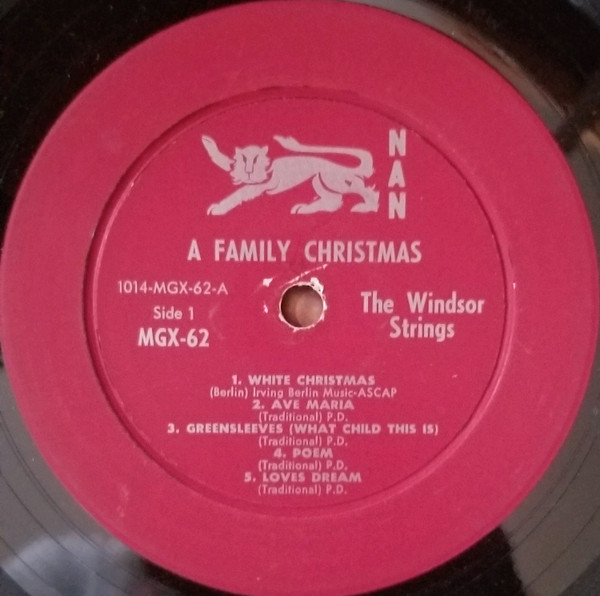 NAN
A FAMILY CHRISTMAS
1014-MGX-62-A
Side 1
MGX-62
The Windsor
Strings
1. WHITE CHRISTMAS
(Berlin) Irving Berlin Music-ASCAP
2. AVE MARIA
(Traditional) P.D.
3. GREENSLEEVES (WHAT CHILD THIS IS)
(Traditional) P.D.
4. POEM
(Traditional) P.D.
5. LOVES DREAM
(Traditional) P.D.